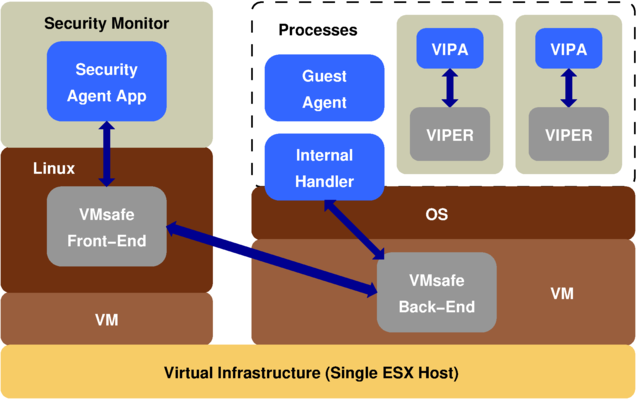 Security Monitor
Security
Agent App
Linux
VMsafe
Front-End
VM
Processes
Guest
Agent
Internal
Handler
VIPA
VIPER
VIPA
VIPER
OS
VMsafe
Back-End
VM
Virtual Infrastructure (Single ESX Host)